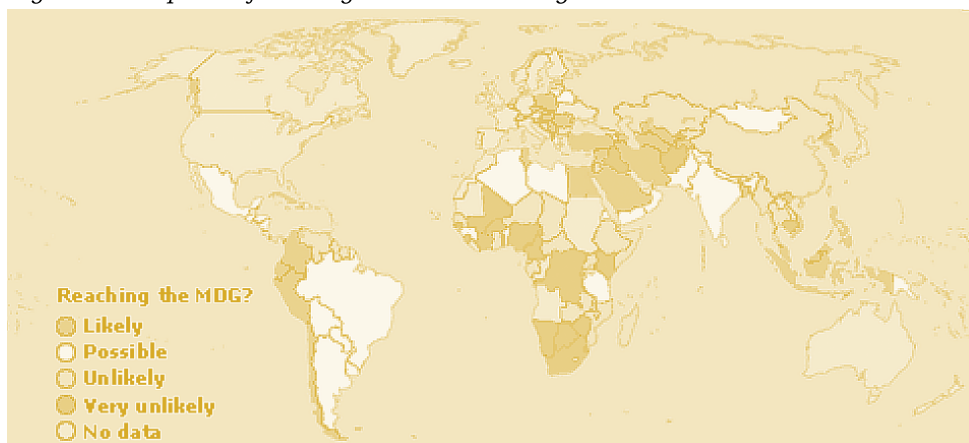 Reaching the MDG?
Likely
Possible
Unlikely
Very unlikely
No data